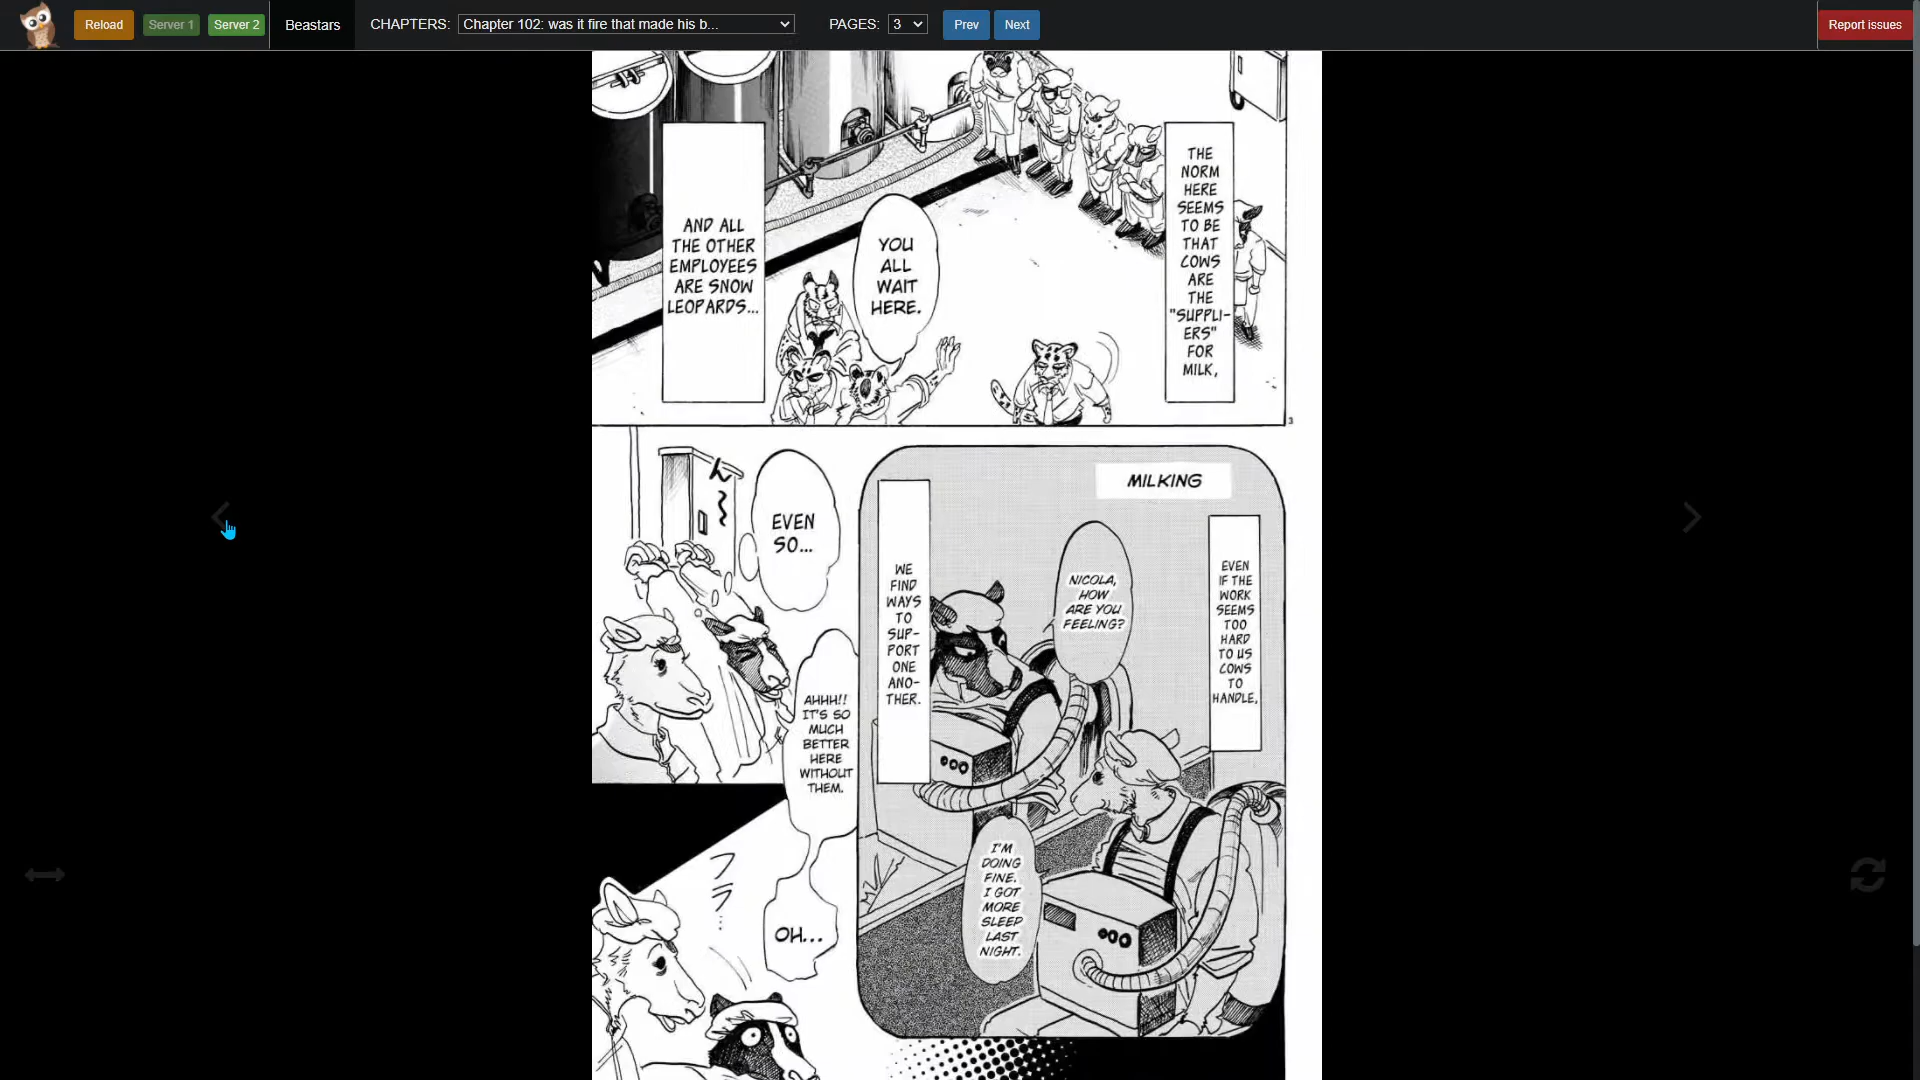 Reload
Server 1
Server 2
Beastars
CHAPTERS:
Chapter 102: was it fire that made his b...
PAGES:
3
Prev
Next
Report issues
THE
NORM
HERE
SEEMS
TO BE
THAT
COWS
ARE
THE
"SUPPLI-
ERS"
FOR
MILK,
YOU
ALL
WAIT
HERE.
AND ALL
THE OTHER
EMPLOYEES
ARE SNOW
LEOPARDS...
3
MILKING
EVEN
IF THE
WORK
SEEMS
TOO
HARD
TO US
COWS
TO
HANDLE,
NICOLA,
HOW
ARE YOU
FEELING?
I'M
DOING
FINE.
I GOT
MORE
SLEEP
LAST
NIGHT.
WE
FIND
WAYS
TO
SUP-
PORT
ONE
ANO-
THER.
EVEN
SO...
ん〜
AHHH!!
IT'S SO
MUCH
BETTER
HERE
WITHOUT
THEM.
OH...
フラ…